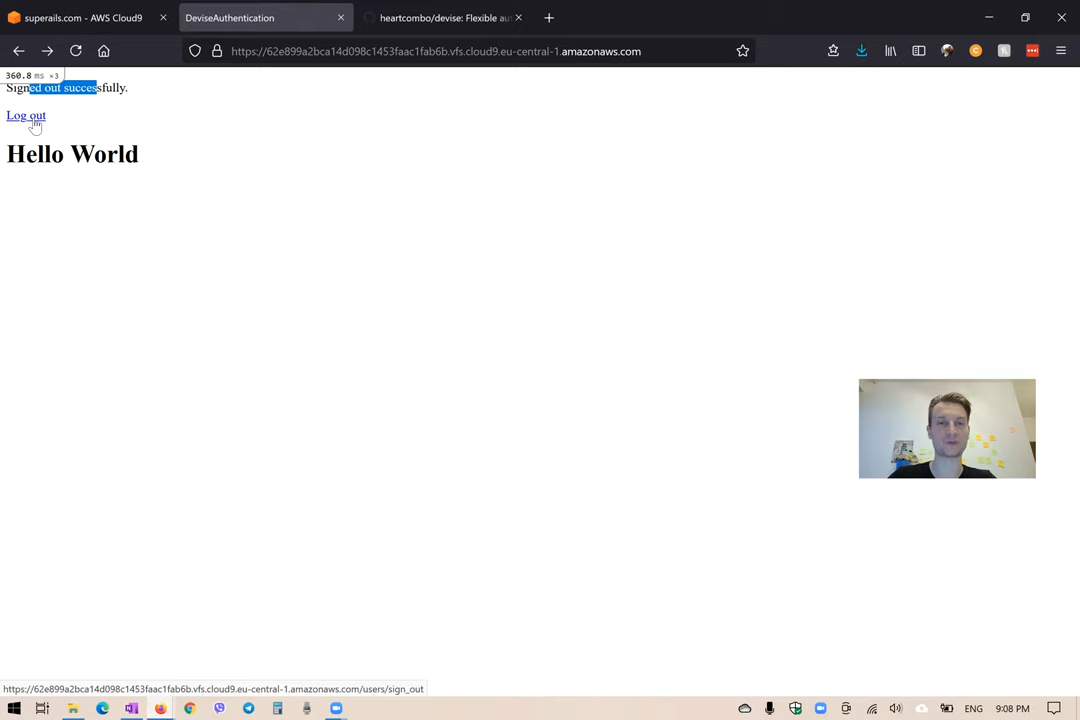 superails.com - AWS Cloud9
DeviseAuthentication
heartcombo/devise: Flexible au
https://62e899a2bca14d098c1453faac1fab6b.vfs.cloud9.eu-central-1.amazonaws.com
360.8 ms ×3
Signed out successfully.
Log out
Hello World
https://62e899a2bca14d098c1453faac1fab6b.vfs.cloud9.eu-central-1.amazonaws.com/users/sign_out
ENG
9:08 PM